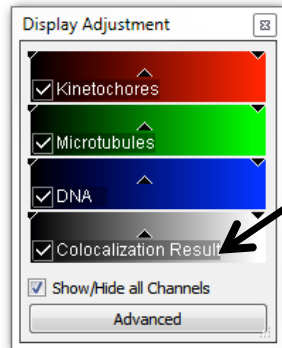 Display Adjustment
Kinetochores
Microtubules
DNA
Colocalization Result
Show/Hide all Channels
Advanced